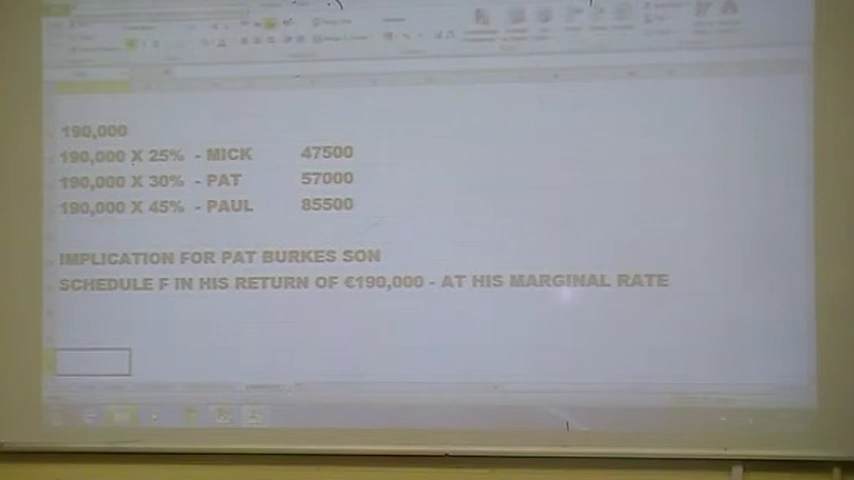 190,000
190,000 X 25% - MICK 47500
190,000 X 30% - PAT 57000
190,000 X 45% - PAUL 85500
IMPLICATION FOR PAT BURKES SON
SCHEDULE F IN HIS RETURN OF €190,000 - AT HIS MARGINAL RATE